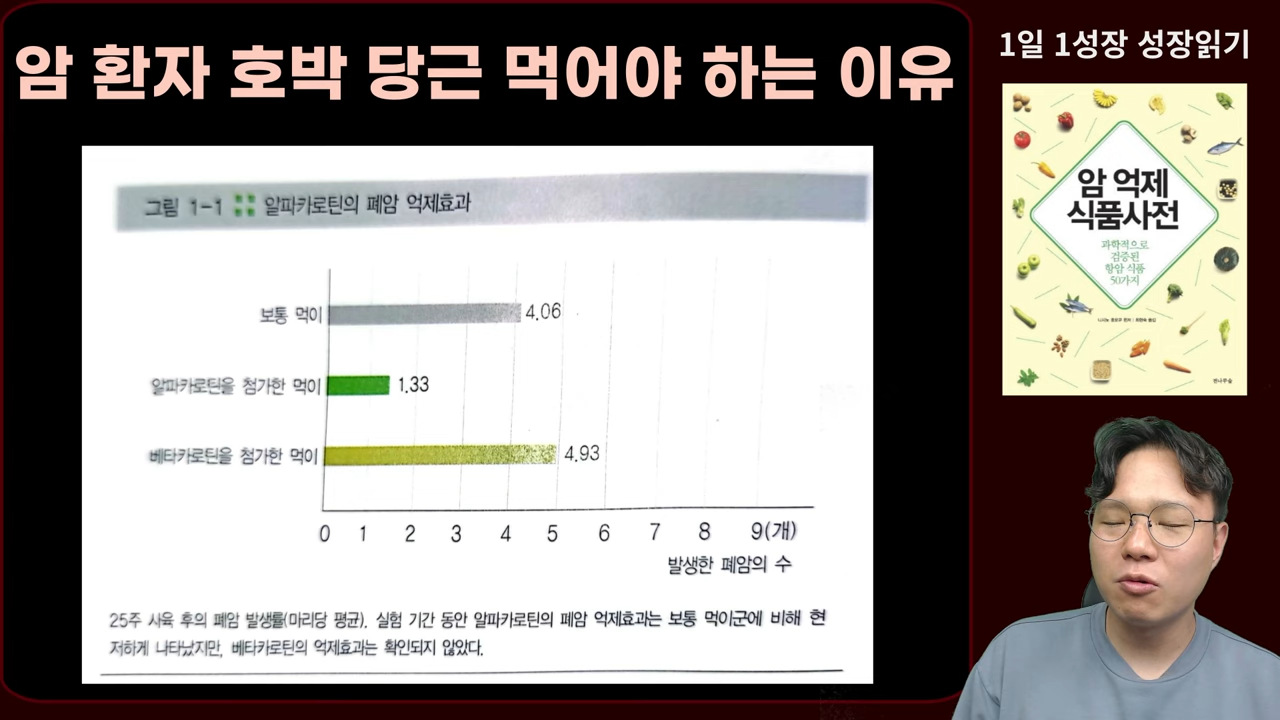 암 환자 호박 당근 먹어야 하는 이유
1일 1성장 성장읽기
그림 1-1 알파카로틴의 폐암 억제효과
보통 먹이 4.06
알파카로틴을 첨가한 먹이 1.33
베타카로틴을 첨가한 먹이 4.93
0 1 2 3 4 5 6 7 8 9(개)
발생한 폐암의 수
25주 사육 후의 폐암 발생률(마리당 평균). 실험 기간 동안 알파카로틴의 폐암 억제효과는 보통 먹이군에 비해 현
저하게 나타났지만, 베타카로틴의 억제효과는 확인되지 않았다.
암 억제
식품사전
과학적으로
검증된
항암 식품
50가지
전나무숲